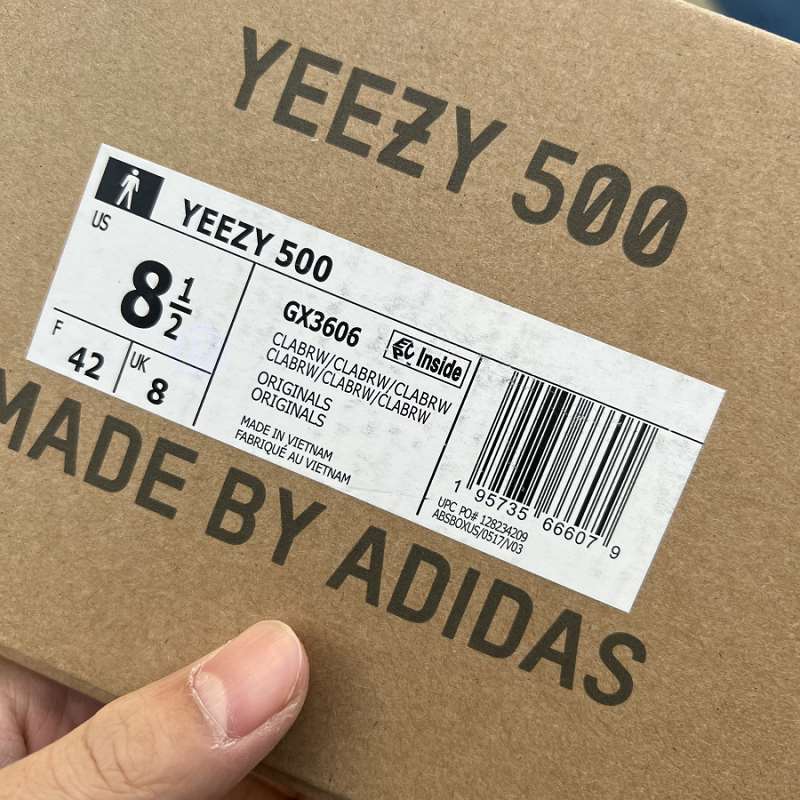 YEEZY 500
YEEZY 500
US
8 1/2
F
42
UK
8
GX3606
Inside
CLABRW/CLABRW/CLABRW
CLABRW/CLABRW/CLABRW
ORIGINALS
ORIGINALS
MADE IN VIETNAM
FABRIQUÉ AU VIETNAM
1 95735 66607 9
UPC PO# 128234209
ABSBOXUS/0517/V03
MADE BY ADIDAS